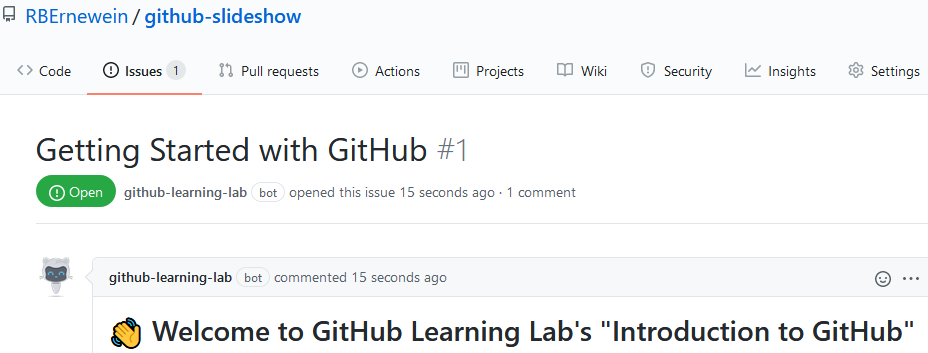 RBErnewein / github-slideshow
Code Issues 1 Pull requests Actions Projects Wiki Security Insights Settings
Getting Started with GitHub #1
Open github-learning-lab bot opened this issue 15 seconds ago · 1 comment
github-learning-lab bot commented 15 seconds ago
👋 Welcome to GitHub Learning Lab's "Introduction to GitHub"